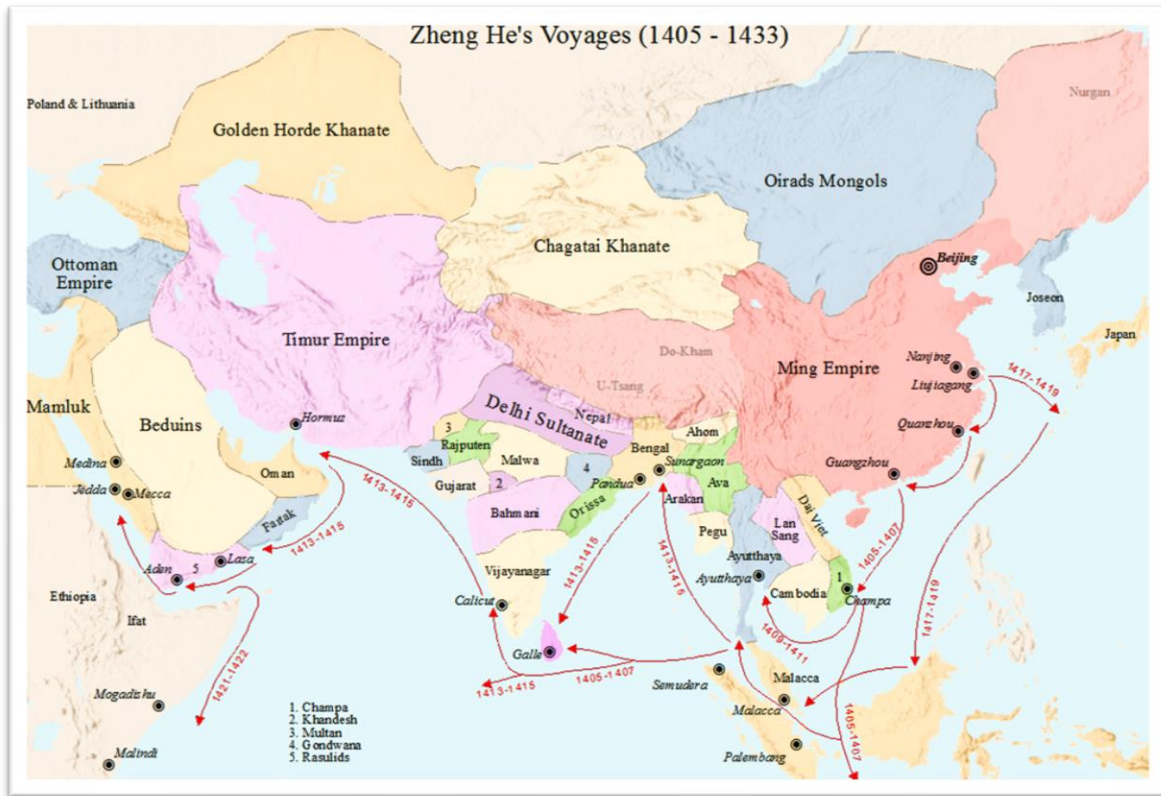 Zheng He's Voyages (1405 - 1433)
Poland & Lithuania
Golden Horde Khanate
Nurgan
Oirads Mongols
Chagatai Khanate
Beijing
Ottoman
Empire
Joseon
Japan
Timur Empire
Do-Kham
Ming Empire
Nanjing
Liujiagang
1417-1419
U-Tsang
Mamluk
Beduins
Hormuz
Delhi Sultanate
Nepal
Quanzhou
3
Rajputen
Ahom
Bengal
Medina
Oman
Sindh
Malwa
4
Sunargaon
Guangzhou
Jedda
Mecca
Gujarat
2
Pandua
Ava
1413-1415
Fartak
Bahmani
Orissa
Arakan
Dai Viet
Lan
Sang
Pegu
1405-1407
1413-1415
Lasa
Aden
5
Vijayanagar
1413-1415
1413-1415
Ayutthaya
Ayutthaya
1
Cambodia
Champa
Ethiopia
Calicut
Ifat
1409-1411
1417-1419
Galle
1421-1422
1413-1415
1405-1407
Semudera
Malacca
Malacca
Mogadishu
1405-1407
Palembang
Malindi
1. Champa
2. Khandesh
3. Multan
4. Gondwana
5. Rasulids